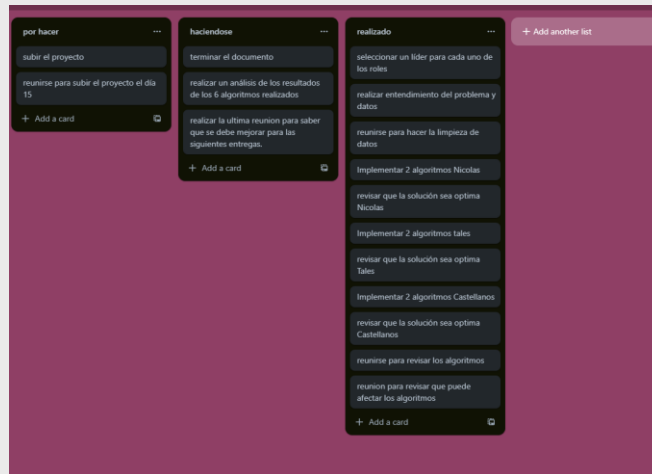 por hacer
subir el proyecto
reunirse para subir el proyecto el día
15
+ Add a card
haciendose
terminar el documento
realizar un análisis de los resultados
de los 6 algoritmos realizados
realizar la ultima reunion para saber
que se debe mejorar para las
siguientes entregas.
+ Add a card
realizado
seleccionar un líder para cada uno de
los roles
realizar entendimiento del problema y
datos
reunirse para hacer la limpieza de
datos
Implementar 2 algoritmos Nicolas
revisar que la solución sea optima
Nicolas
Implementar 2 algoritmos tales
revisar que la solución sea optima
Tales
Implementar 2 algoritmos Castellanos
revisar que la solución sea optima
Castellanos
reunirse para revisar los algoritmos
reunion para revisar que puede
afectar los algoritmos
+ Add a card
+ Add another list